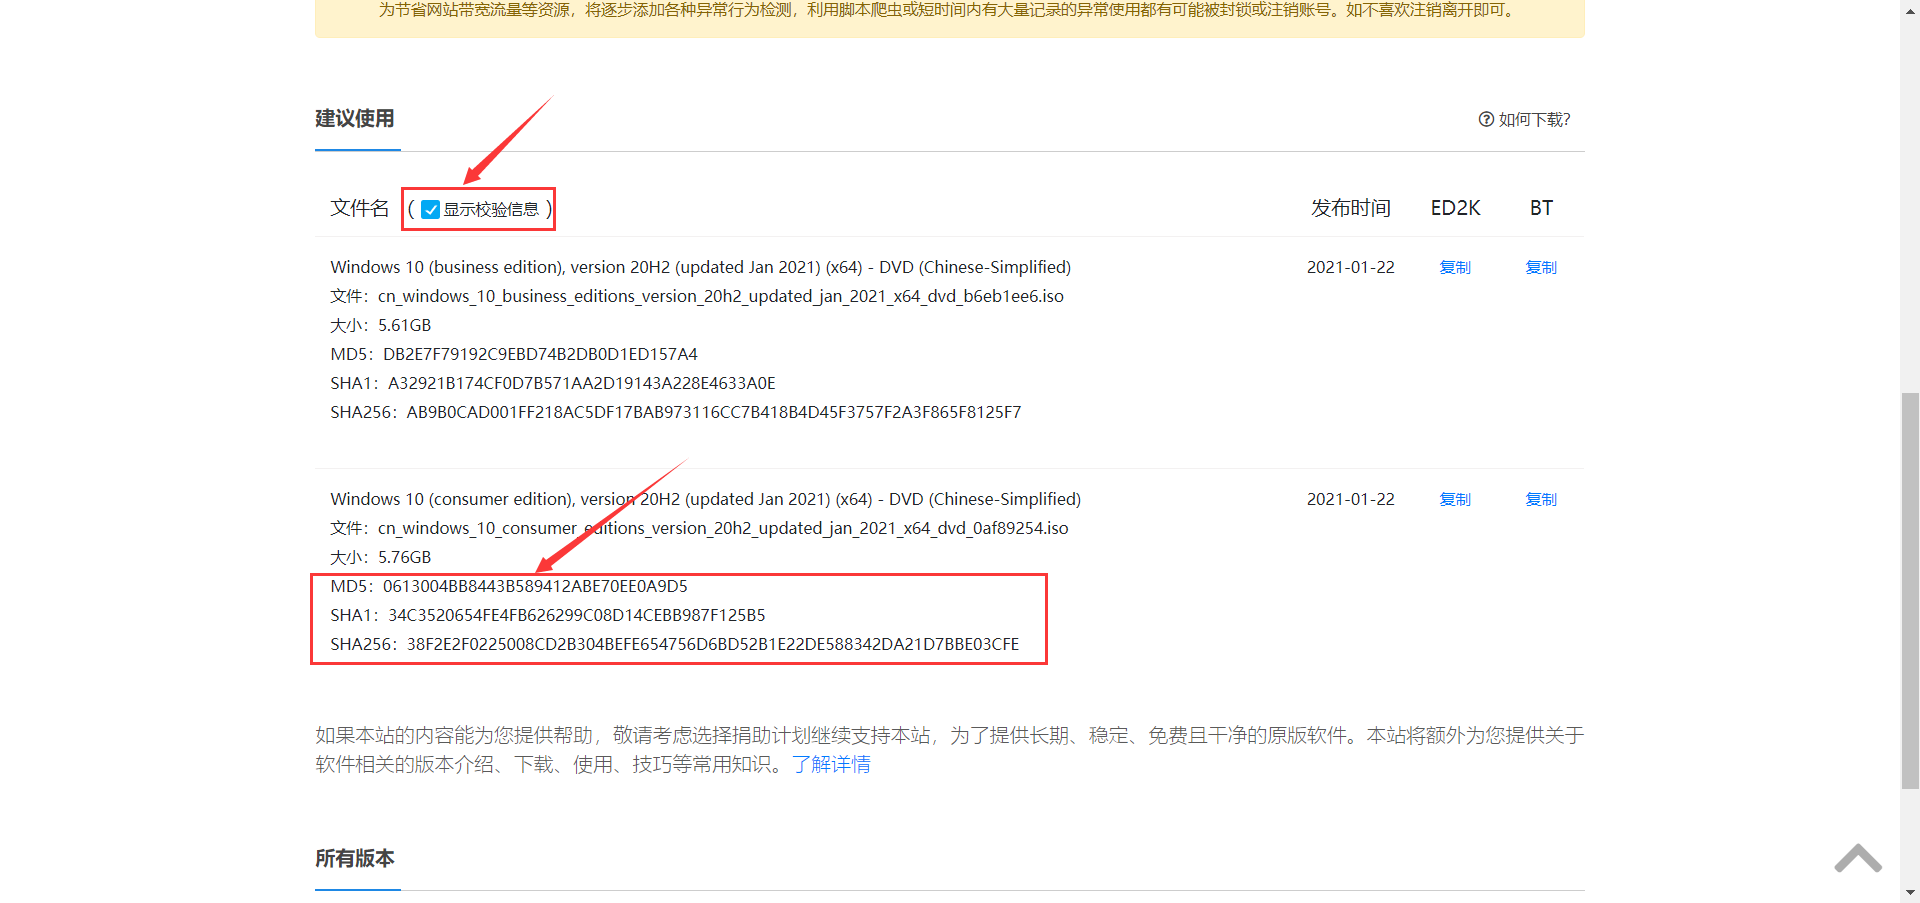 为节省网站带宽流量等资源，将逐步添加各种异常行为检测，利用脚本爬虫或短时间内有大量记录的异常使用都有可能被封锁或注销账号。如不喜欢注销离开即可。
建议使用
如何下载?
文件名 ( 显示校验信息 ) 发布时间 ED2K BT
Windows 10 (business edition), version 20H2 (updated Jan 2021) (x64) - DVD (Chinese-Simplified) 2021-01-22 复制 复制
文件：cn_windows_10_business_editions_version_20h2_updated_jan_2021_x64_dvd_b6eb1ee6.iso
大小：5.61GB
MD5：DB2E7F79192C9EBD74B2DB0D1ED157A4
SHA1：A32921B174CF0D7B571AA2D19143A228E4633A0E
SHA256：AB9B0CAD001FF218AC5DF17BAB973116CC7B418B4D45F3757F2A3F865F8125F7
Windows 10 (consumer edition), version 20H2 (updated Jan 2021) (x64) - DVD (Chinese-Simplified) 2021-01-22 复制 复制
文件：cn_windows_10_consumer_editions_version_20h2_updated_jan_2021_x64_dvd_0af89254.iso
大小：5.76GB
MD5：0613004BB8443B589412ABE70EE0A9D5
SHA1：34C3520654FE4FB626299C08D14CEBB987F125B5
SHA256：38F2E2F0225008CD2B304BEFE654756D6BD52B1E22DE588342DA21D7BBE03CFE
如果本站的内容能为您提供帮助，敬请考虑选择捐助计划继续支持本站，为了提供长期、稳定、免费且干净的原版软件。本站将额外为您提供关于
软件相关的版本介绍、下载、使用、技巧等常用知识。了解详情
所有版本